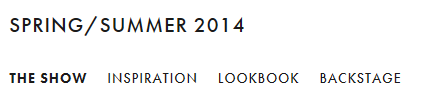 SPRING/SUMMER 2014
THE SHOW INSPIRATION LOOKBOOK BACKSTAGE